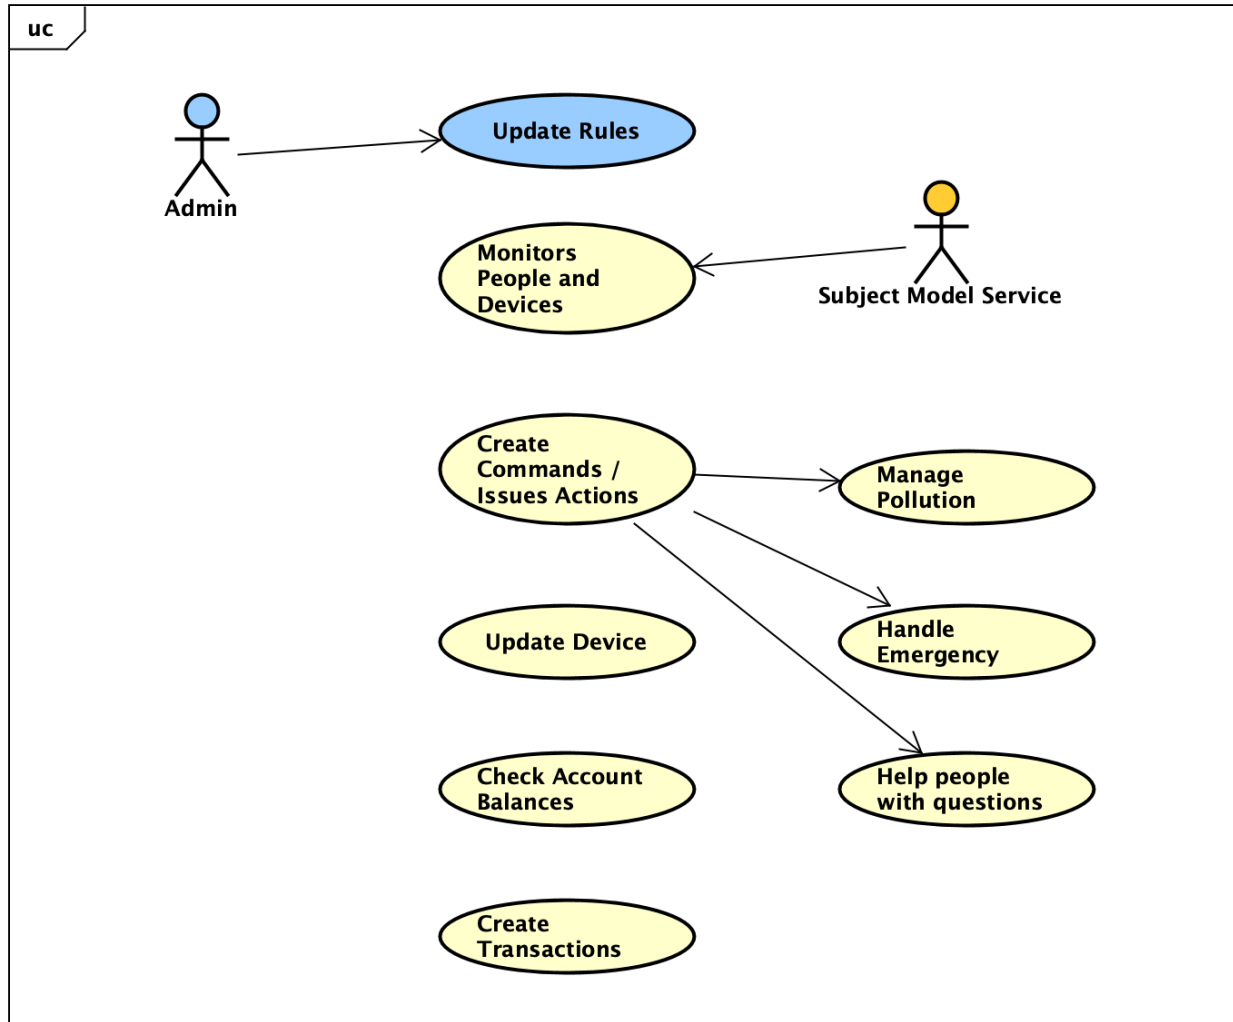 uc
Update Rules
Admin
Monitors
People and
Devices
Subject Model Service
Create
Commands /
Issues Actions
Manage
Pollution
Update Device
Handle
Emergency
Check Account
Balances
Help people
with questions
Create
Transactions